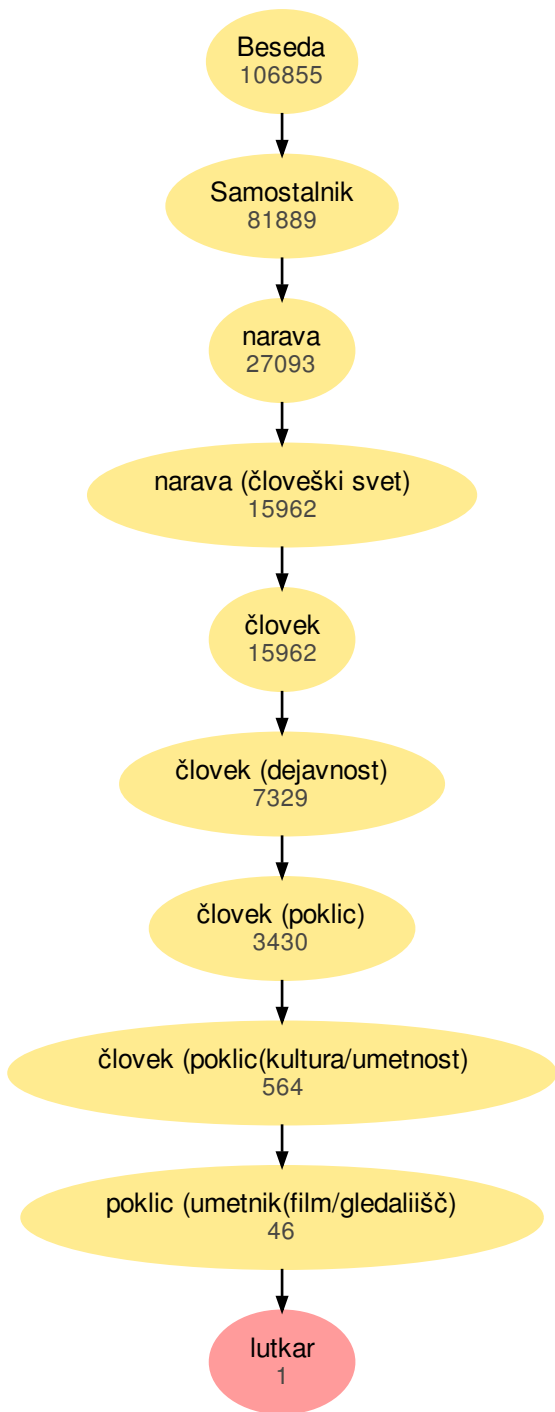 Beseda
106855
Samostalnik
81889
narava
27093
narava (človeški svet)
15962
človek
15962
človek (dejavnost)
7329
človek (poklic)
3430
človek (poklic(kultura/umetnost)
564
poklic (umetnik(film/gledaliišč)
46
lutkar
1